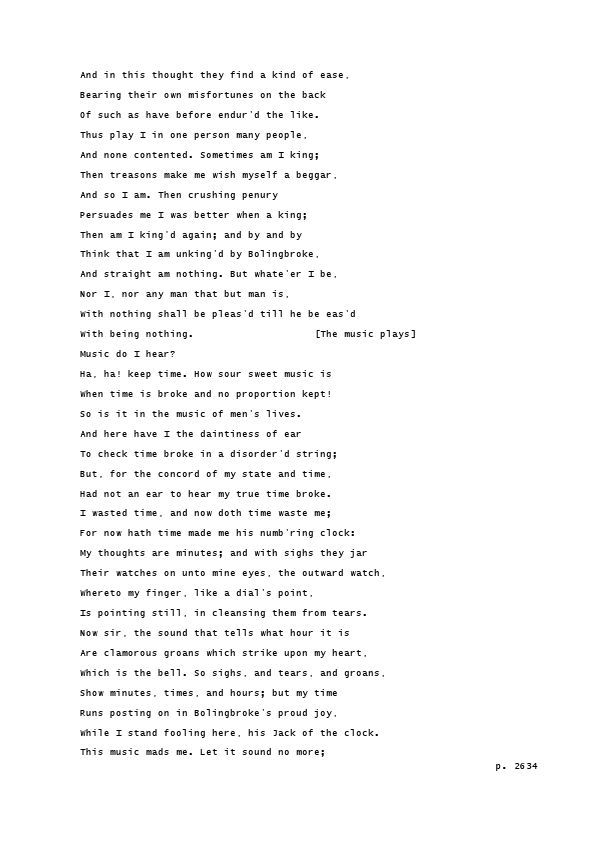 And in this thought they find a kind of ease,
Bearing their own misfortunes on the back
Of such as have before endur'd the like.
Thus play I in one person many people,
And none contented. Sometimes am I king;
Then treasons make me wish myself a beggar,
And so I am. Then crushing penury
Persuades me I was better when a king;
Then am I king'd again; and by and by
Think that I am unking'd by Bolingbroke,
And straight am nothing. But whate'er I be,
Nor I, nor any man that but man is,
With nothing shall be pleas'd till he be eas'd
With being nothing. [The music plays]
Music do I hear?
Ha, ha! keep time. How sour sweet music is
When time is broke and no proportion kept!
So is it in the music of men's lives.
And here have I the daintiness of ear
To check time broke in a disorder'd string;
But, for the concord of my state and time,
Had not an ear to hear my true time broke.
I wasted time, and now doth time waste me;
For now hath time made me his numb'ring clock:
My thoughts are minutes; and with sighs they jar
Their watches on unto mine eyes, the outward watch,
Whereto my finger, like a dial's point,
Is pointing still, in cleansing them from tears.
Now sir, the sound that tells what hour it is
Are clamorous groans which strike upon my heart,
Which is the bell. So sighs, and tears, and groans,
Show minutes, times, and hours; but my time
Runs posting on in Bolingbroke's proud joy,
While I stand fooling here, his Jack of the clock.
This music mads me. Let it sound no more;
p. 2634